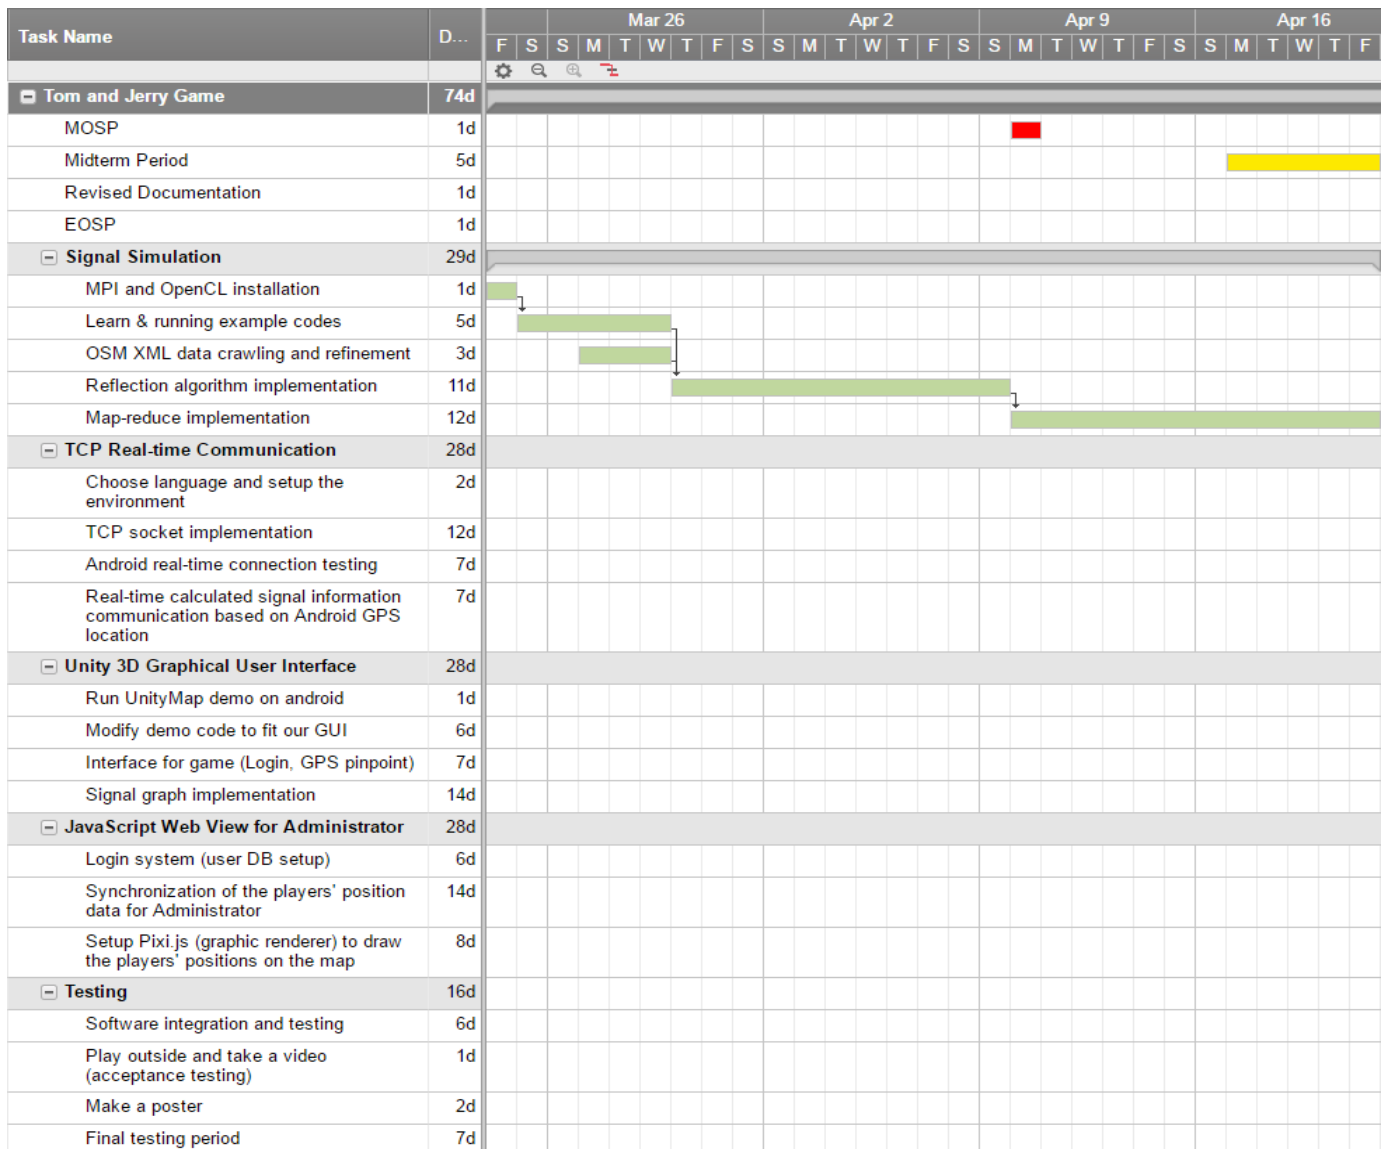 Mar 26 Apr 2 Apr 9 Apr 16
Task Name D...
F S S M T W T F S S M T W T F S S M T W T F S S M T W T F
Tom and Jerry Game 74d
MOSP 1d
Midterm Period 5d
Revised Documentation 1d
EOSP 1d
Signal Simulation 29d
MPI and OpenCL installation 1d
Learn & running example codes 5d
OSM XML data crawling and refinement 3d
Reflection algorithm implementation 11d
Map-reduce implementation 12d
TCP Real-time Communication 28d
Choose language and setup the 2d
environment
TCP socket implementation 12d
Android real-time connection testing 7d
Real-time calculated signal information 7d
communication based on Android GPS
location
Unity 3D Graphical User Interface 28d
Run UnityMap demo on android 1d
Modify demo code to fit our GUI 6d
Interface for game (Login, GPS pinpoint) 7d
Signal graph implementation 14d
JavaScript Web View for Administrator 28d
Login system (user DB setup) 6d
Synchronization of the players' position 14d
data for Administrator
Setup Pixi.js (graphic renderer) to draw 8d
the players' positions on the map
Testing 16d
Software integration and testing 6d
Play outside and take a video 1d
(acceptance testing)
Make a poster 2d
Final testing period 7d